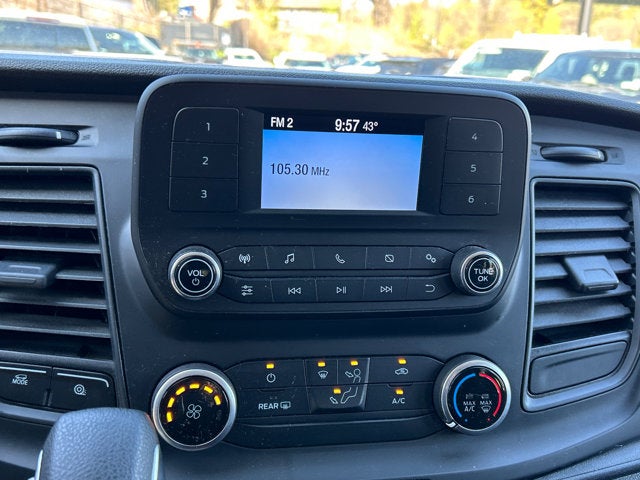 FM 2 9:57 43°
105.30 MHz
1
2
3
4
5
6
VOL
TUNE
OK
MODE
REAR
A/C
MAX
A/C
MAX